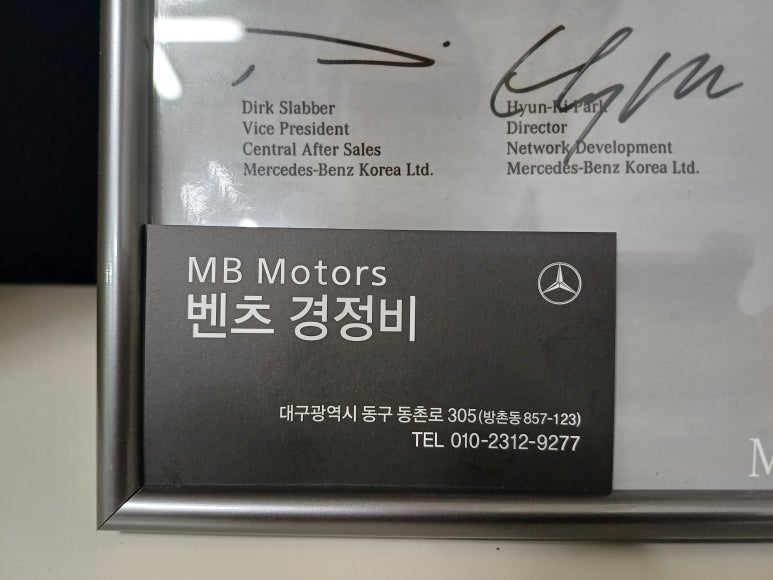 Dirk Slabber
Vice President
Central After Sales
Mercedes-Benz Korea Ltd.
Hyun-Ki Park
Director
Network Development
Mercedes-Benz Korea Ltd.
MB Motors
벤츠 경정비
대구광역시 동구 동촌로 305(방촌동 857-123)
TEL 010-2312-9277
M